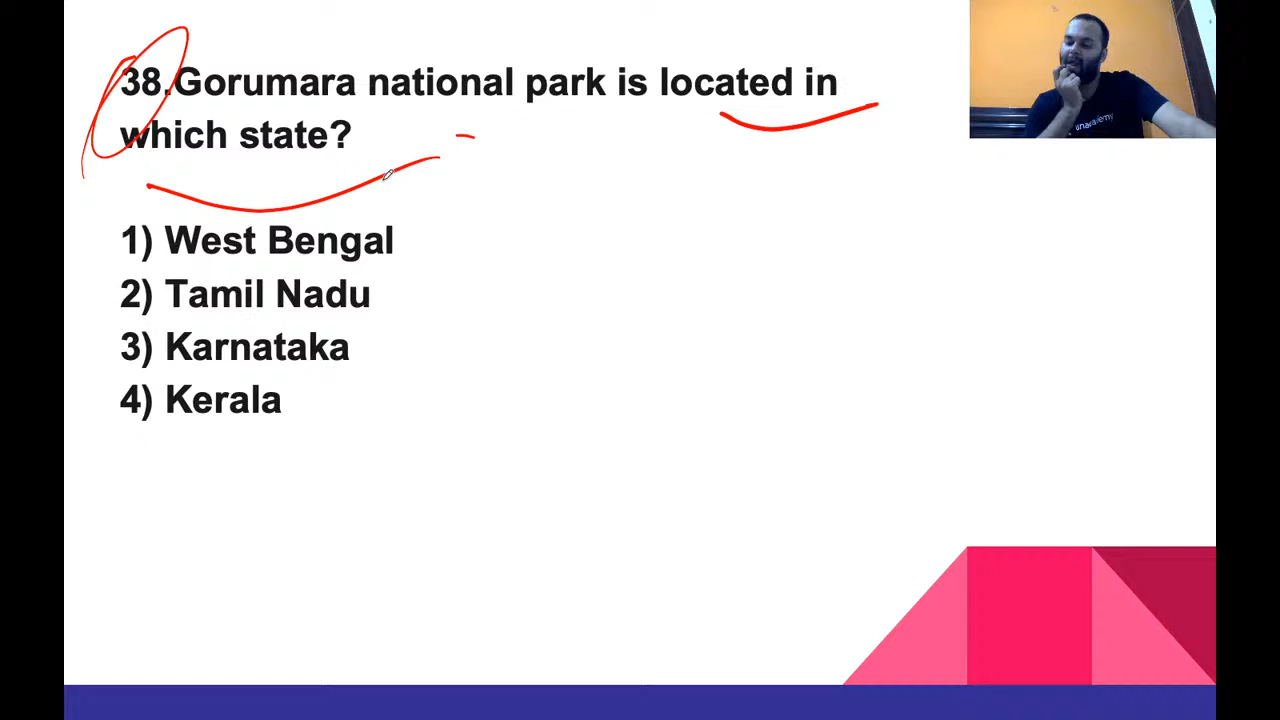 38.Gorumara national park is located in
which state?
1) West Bengal
2) Tamil Nadu
3) Karnataka
4) Kerala
unacademy